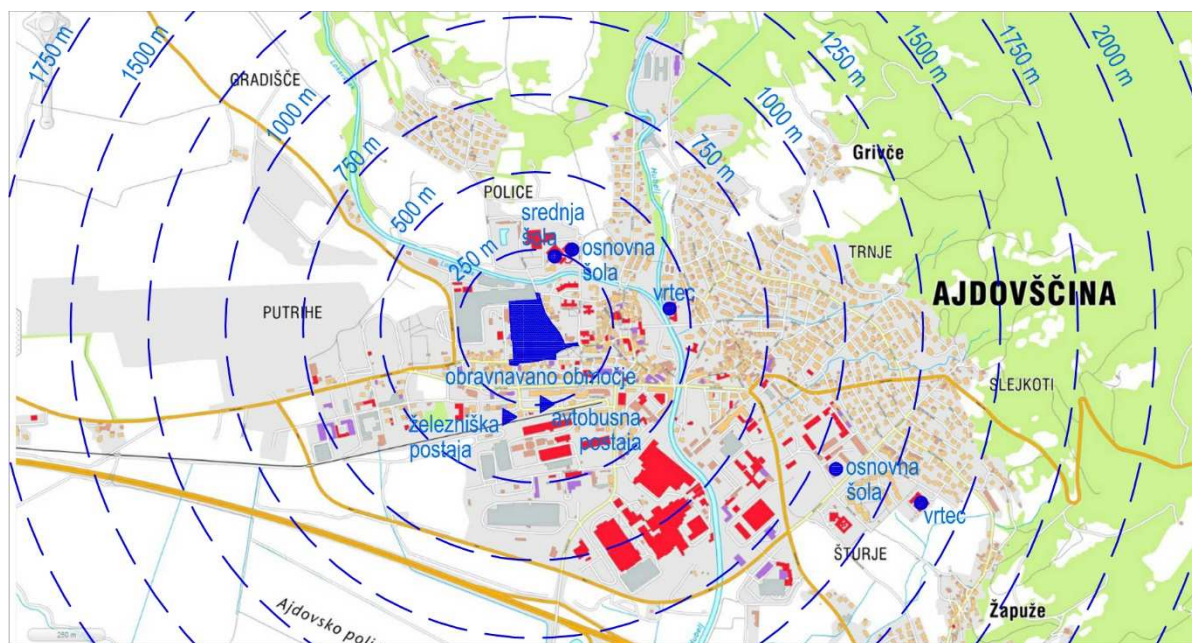 1750 m
1500 m
GRADIŠČE
1000 m
750 m
500 m
250 m
POLICE
srednja
šola
osnovna
šola
750 m
1000 m
1250 m
1500 m
1750 m
2000 m
Grivče
TRNJE
vrtec
AJDOVŠČINA
PUTRIHE
SLEJKOTI
obravnavano območje
železniška
postaja
avtobusna
postaja
osnovna
šola
vrtec
ŠTURJE
Žapuže
Ajdovsko polj
250 m